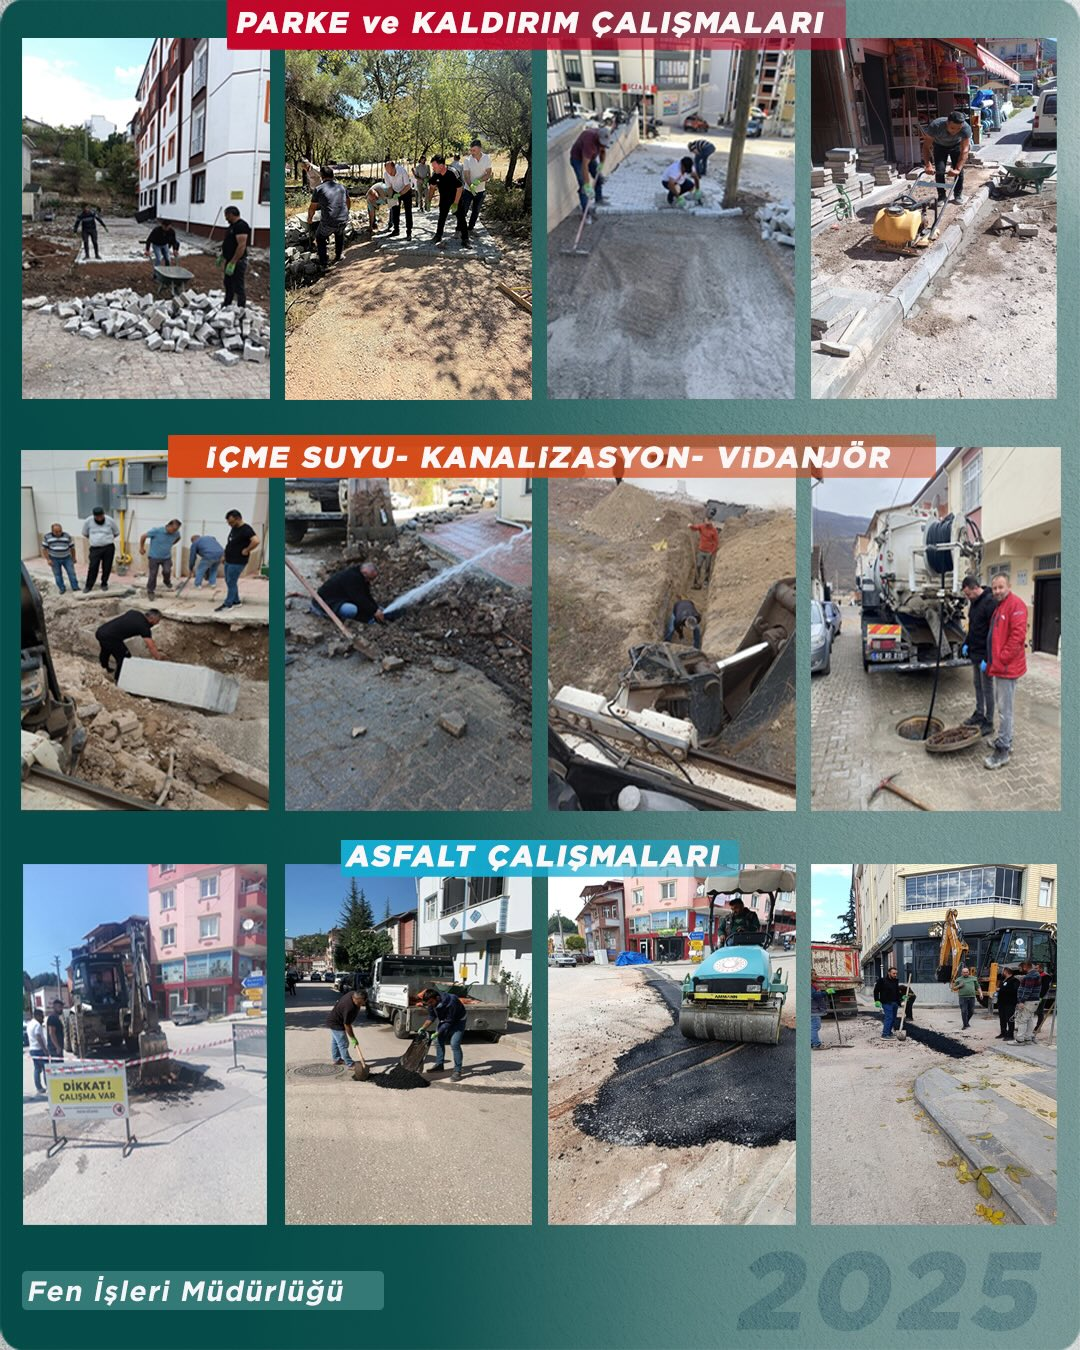 PARKE ve KALDIRIM ÇALIŞMALARI
İÇME SUYU- KANALİZASYON- VİDANJÖR
ASFALT ÇALIŞMALARI
DİKKAT!
ÇALIŞMA VAR
AMMANN
Fen İşleri Müdürlüğü
2025